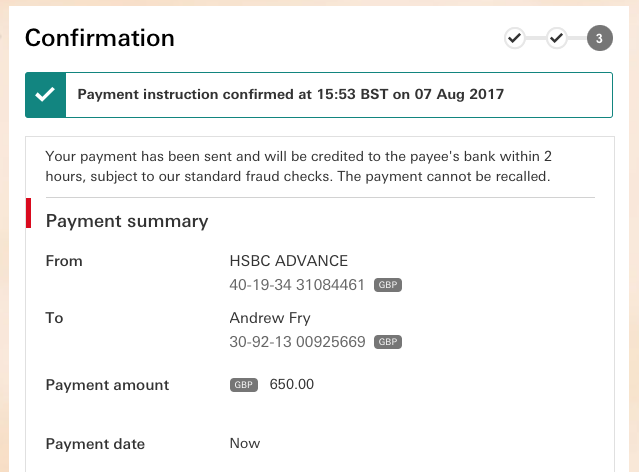 Confirmation
3
Payment instruction confirmed at 15:53 BST on 07 Aug 2017
Your payment has been sent and will be credited to the payee's bank within 2
hours, subject to our standard fraud checks. The payment cannot be recalled.
Payment summary
From HSBC ADVANCE
40-19-34 31084461 GBP
To Andrew Fry
30-92-13 00925669 GBP
Payment amount GBP 650.00
Payment date Now